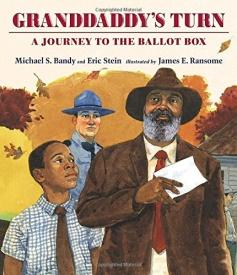 GRANDDADDY'S TURN
A JOURNEY TO THE BALLOT BOX
Michael S. Bandy and Eric Stein illustrated by James E. Ransome